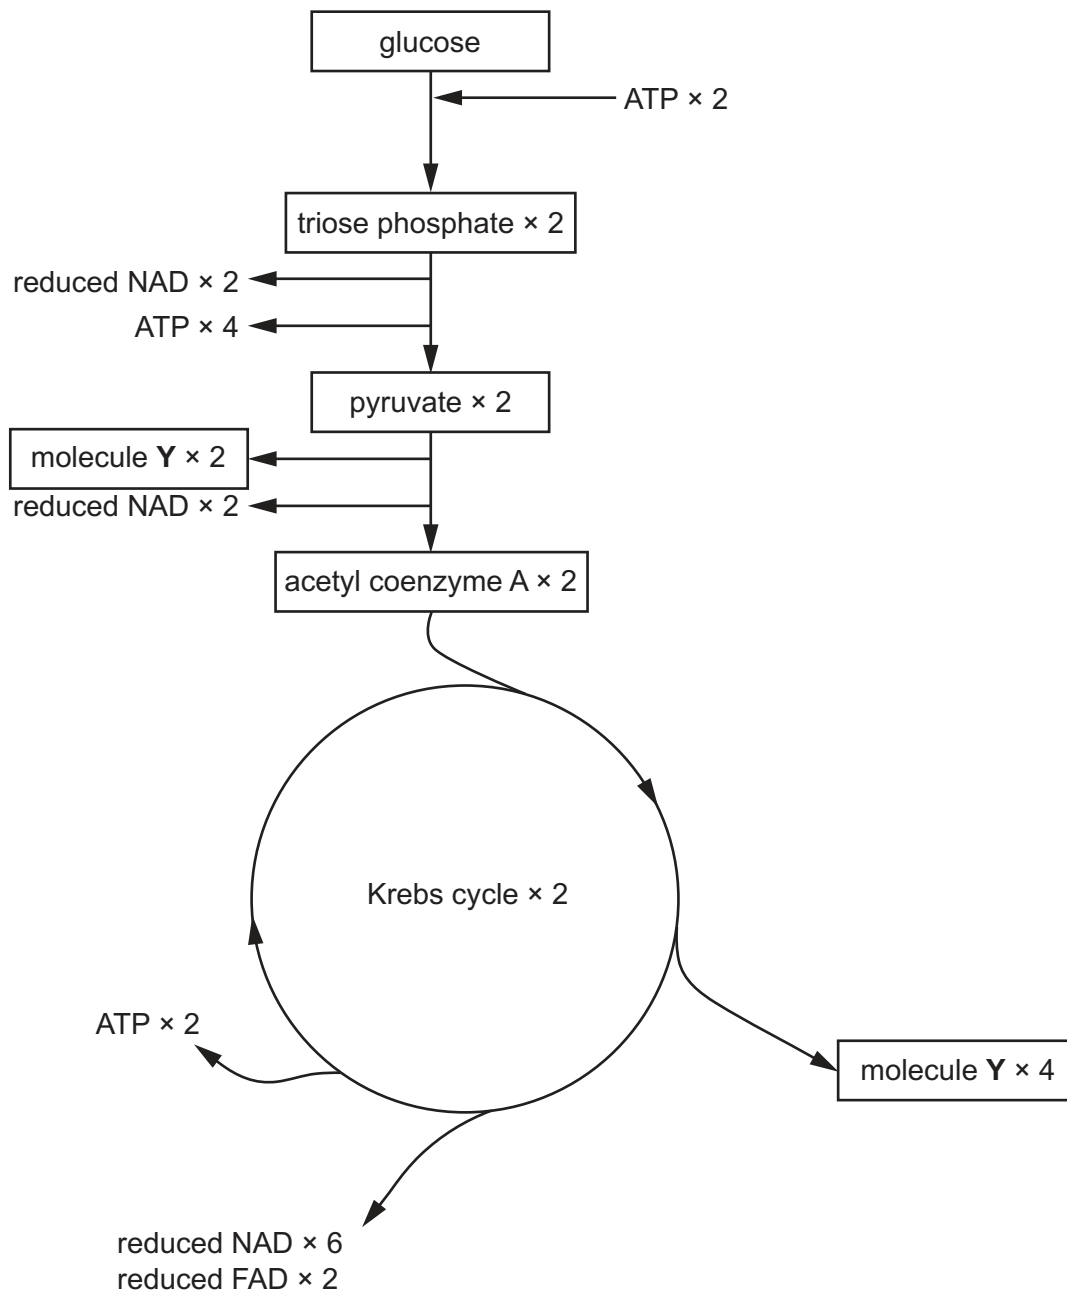 glucose
ATP × 2
triose phosphate × 2
reduced NAD × 2
ATP × 4
pyruvate × 2
molecule Y × 2
reduced NAD × 2
acetyl coenzyme A × 2
Krebs cycle × 2
ATP × 2
molecule Y × 4
reduced NAD × 6
reduced FAD × 2